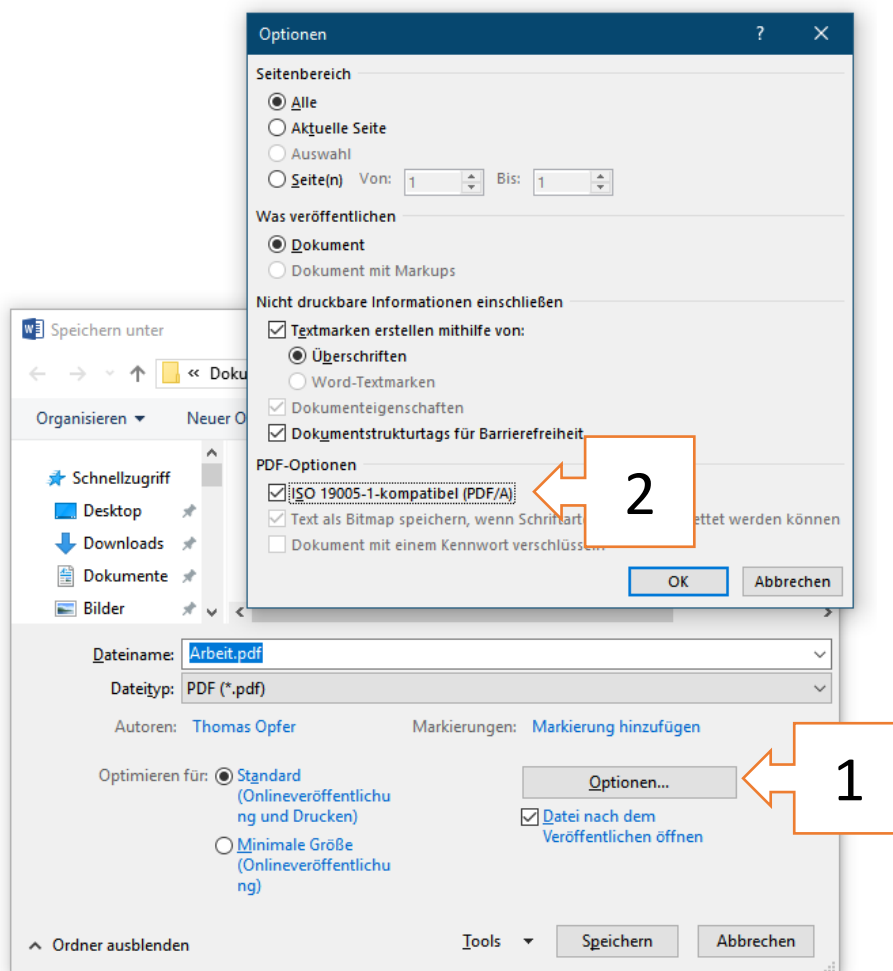 Optionen
?
Seitenbereich
Alle
Aktuelle Seite
Auswahl
Seite(n) Von: 1 Bis: 1
Was veröffentlichen
Dokument
Dokument mit Markups
Nicht druckbare Informationen einschließen
Textmarken erstellen mithilfe von:
Überschriften
Word-Textmarken
Dokumenteigenschaften
Dokumentstrukturtags für Barrierefreiheit
PDF-Optionen
ISO 19005-1-kompatibel (PDF/A)
2
Text als Bitmap speichern, wenn Schriftart ettet werden können
Dokument mit einem Kennwort verschlüsseln
OK Abbrechen
Speichern unter
« Doku
Organisieren Neuer O
Schnellzugriff
Desktop
Downloads
Dokumente
Bilder
Dateiname: Arbeit.pdf
Dateityp: PDF (*.pdf)
Autoren: Thomas Opfer Markierungen: Markierung hinzufügen
Optimieren für: Standard
(Onlineveröffentlichu
ng und Drucken)
Minimale Größe
(Onlineveröffentlichu
ng)
Optionen...
1
Datei nach dem
Veröffentlichen öffnen
Ordner ausblenden Tools Speichern Abbrechen